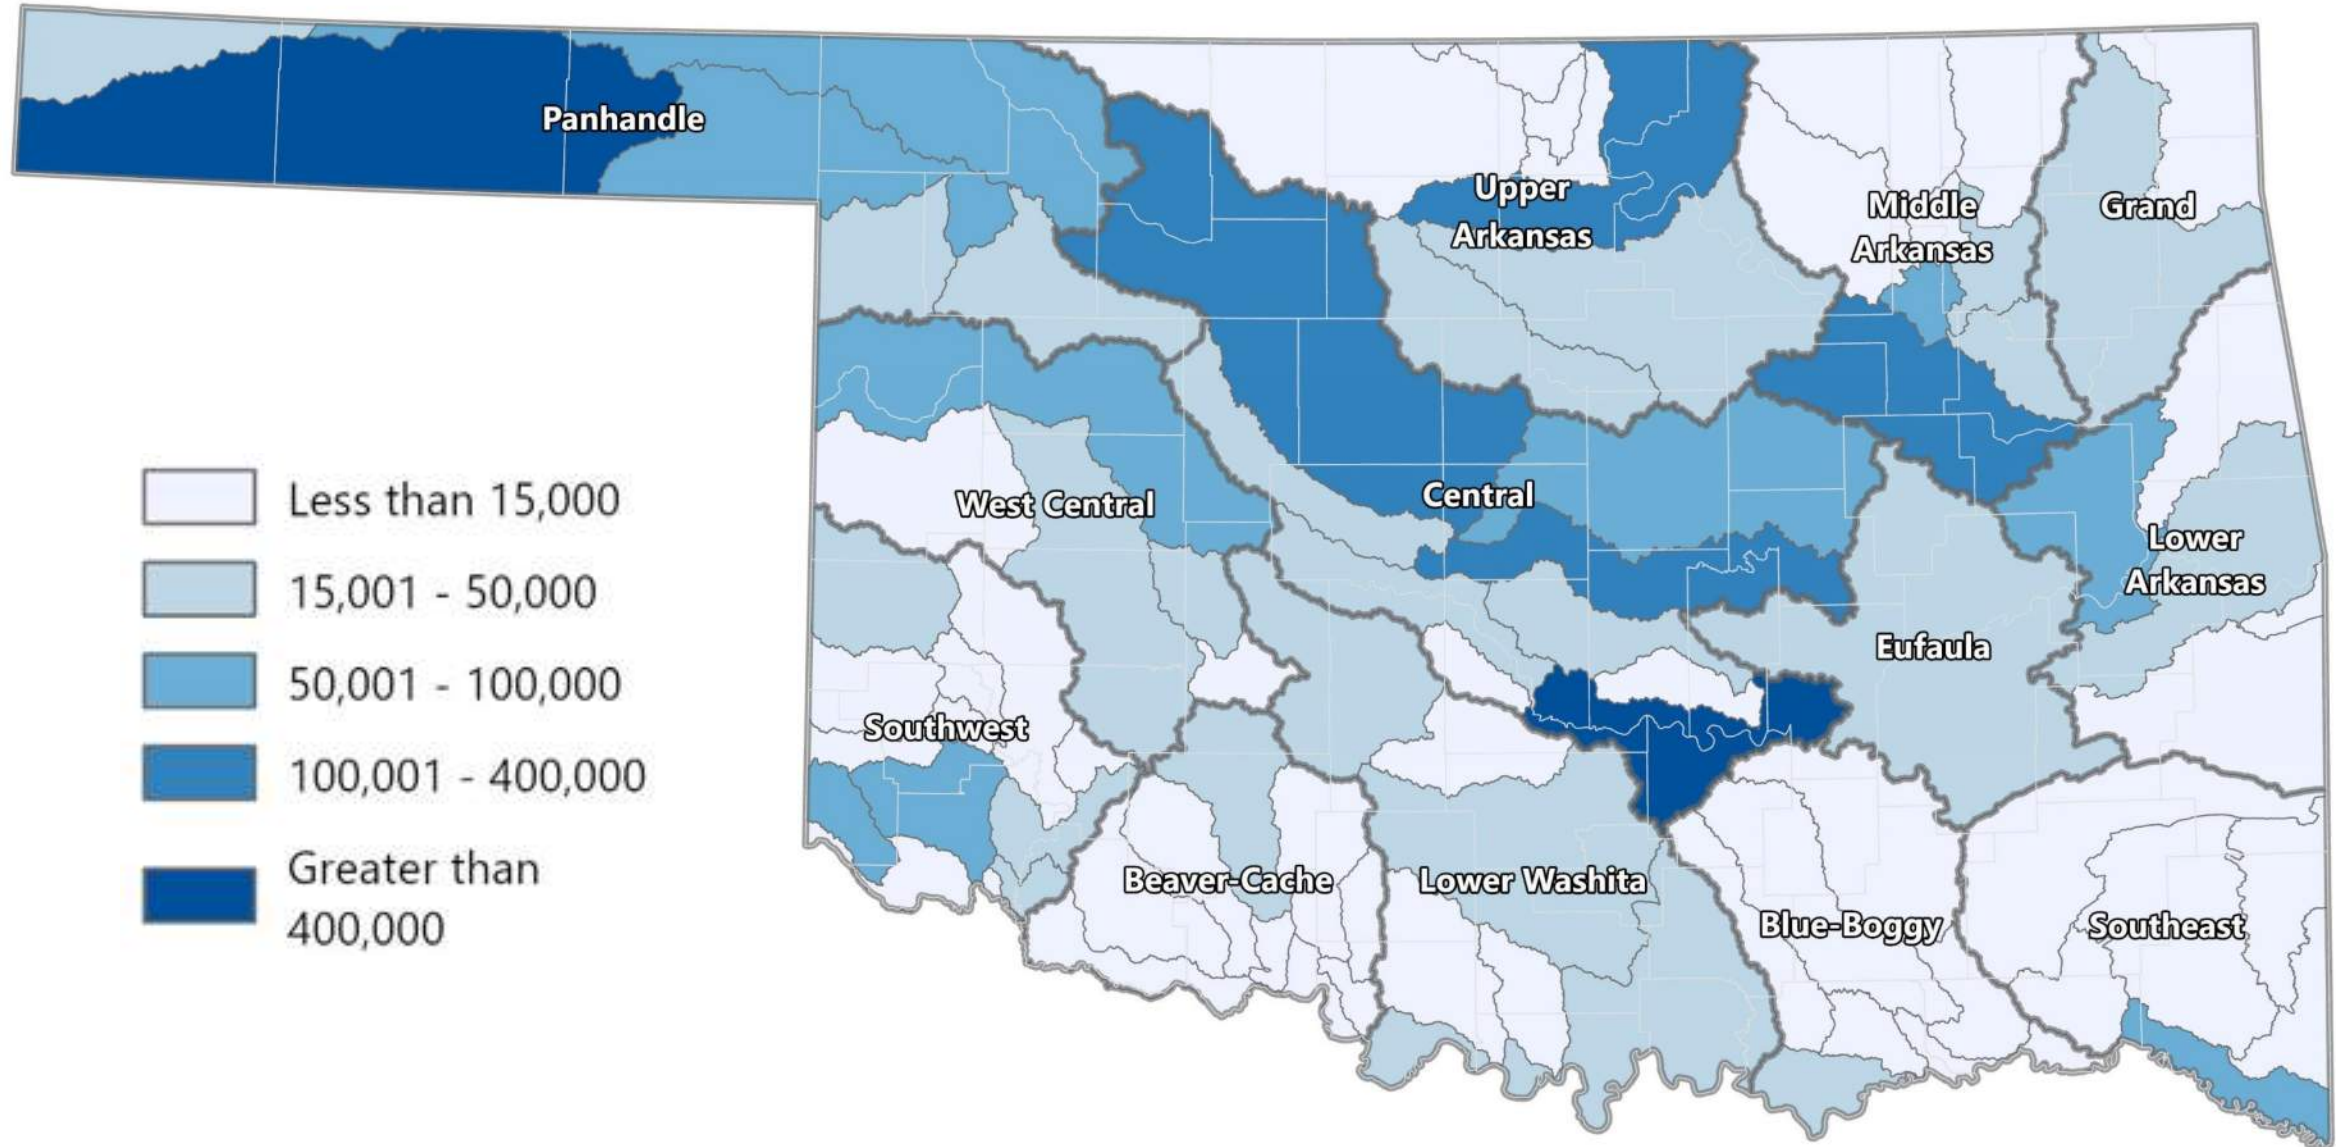 Panhandle
Upper
Arkansas
Middle
Arkansas
Grand
West Central
Central
Lower
Arkansas
Eufaula
Southwest
Beaver-Cache
Lower Washita
Blue-Boggy
Southeast
Less than 15,000
15,001 - 50,000
50,001 - 100,000
100,001 - 400,000
Greater than
400,000